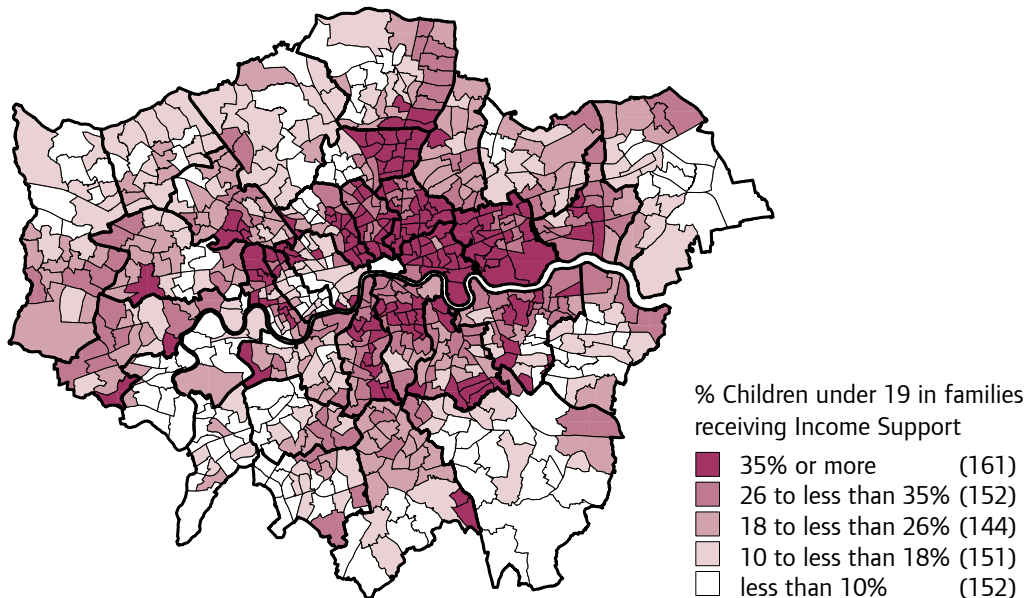 % Children under 19 in families
receiving Income Support
35% or more (161)
26 to less than 35% (152)
18 to less than 26% (144)
10 to less than 18% (151)
less than 10% (152)